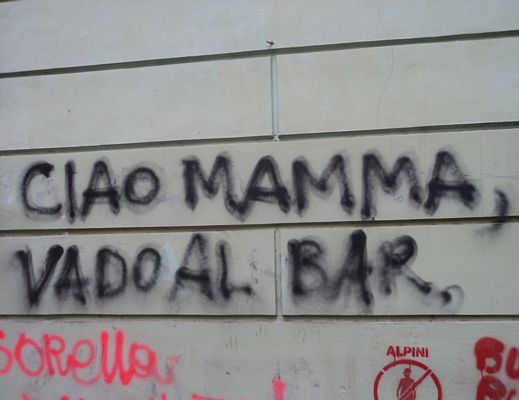 CIAO MAMMA,
VADO AL BAR.
SORellA
ALPINI